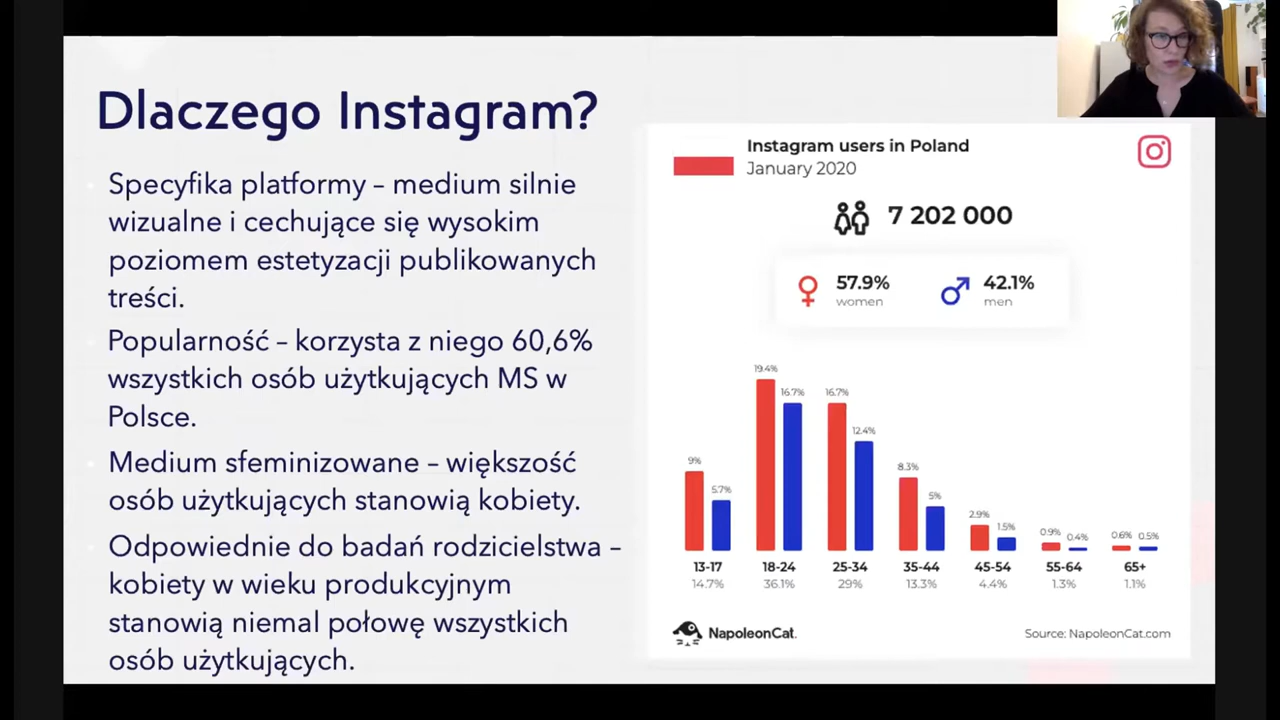 Dlaczego Instagram?
Specyfika platformy – medium silnie
wizualne i cechujące się wysokim
poziomem estetyzacji publikowanych
treści.
Popularność – korzysta z niego 60,6%
wszystkich osób użytkujących MS w
Polsce.
Medium sfeminizowane – większość
osób użytkujących stanowią kobiety.
Odpowiednie do badań rodzicielstwa –
kobiety w wieku produkcyjnym
stanowią niemal połowę wszystkich
osób użytkujących.
Instagram users in Poland
January 2020
7 202 000
57.9% 42.1%
women men
9% 5.7% 19.4% 16.7% 16.7% 12.4% 8.3% 5% 2.9% 1.5% 0.9% 0.4% 0.6% 0.5%
13-17 18-24 25-34 35-44 45-54 55-64 65+
14.7% 36.1% 29% 13.3% 4.4% 1.3% 1.1%
NapoleonCat. Source: NapoleonCat.com